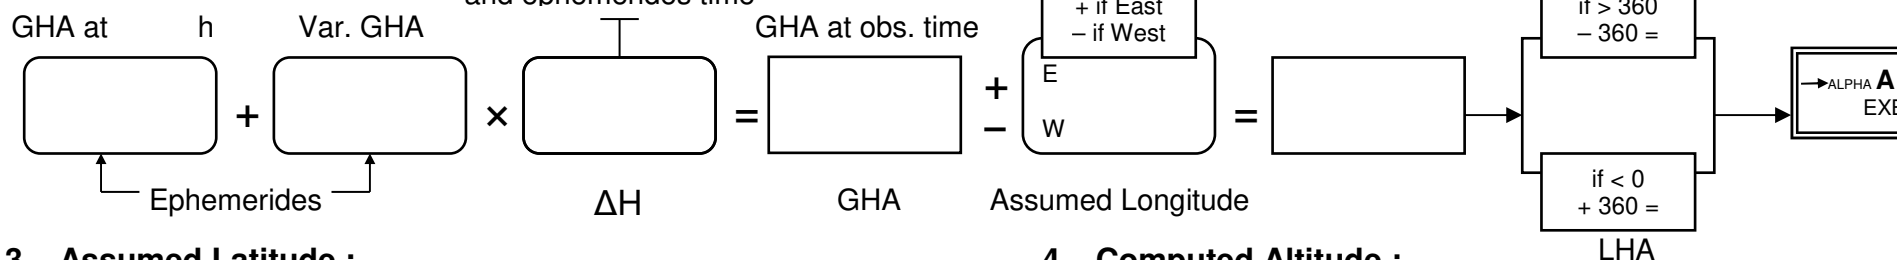 and ephemerides time
GHA at h
Var. GHA
GHA at obs. time
+ if East
– if West
if > 360
– 360 =
+
×
=
+
–
E
W
=
ALPHA A
Ephemerides
ΔH
GHA
Assumed Longitude
if < 0
+ 360 =
LHA
3 Assumed Latitude :
4 Computed Altitude :